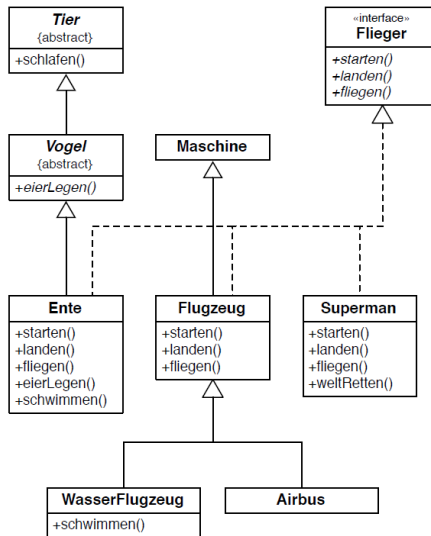 Tier
{abstract}
+schlafen()
«interface»
Flieger
+starten()
+landen()
+fliegen()
Vogel
{abstract}
+eierLegen()
Maschine
Ente
+starten()
+landen()
+fliegen()
+eierLegen()
+schwimmen()
Flugzeug
+starten()
+landen()
+fliegen()
Superman
+starten()
+landen()
+fliegen()
+weltRetten()
WasserFlugzeug
+schwimmen()
Airbus